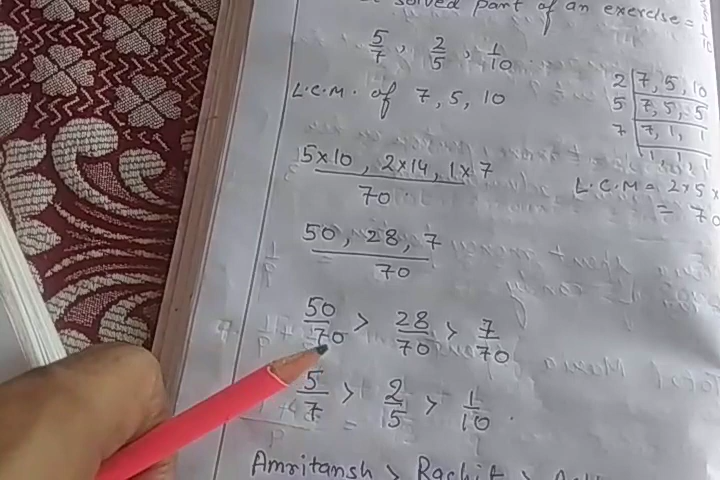 solved part of an exercise = 1/10
5/7, 2/5, 1/10
L.C.M. of 7, 5, 10
2 | 7, 5, 10
5 | 7, 5, 5
7 | 7, 1, 1
1, 1, 1
L.C.M = 2×5×
= 70
5×10, 2×14, 1×7
70
50, 28, 7
70
50/70 > 28/70 > 7/70
5/7 > 2/5 > 1/10.
Amritansh > Rachit >